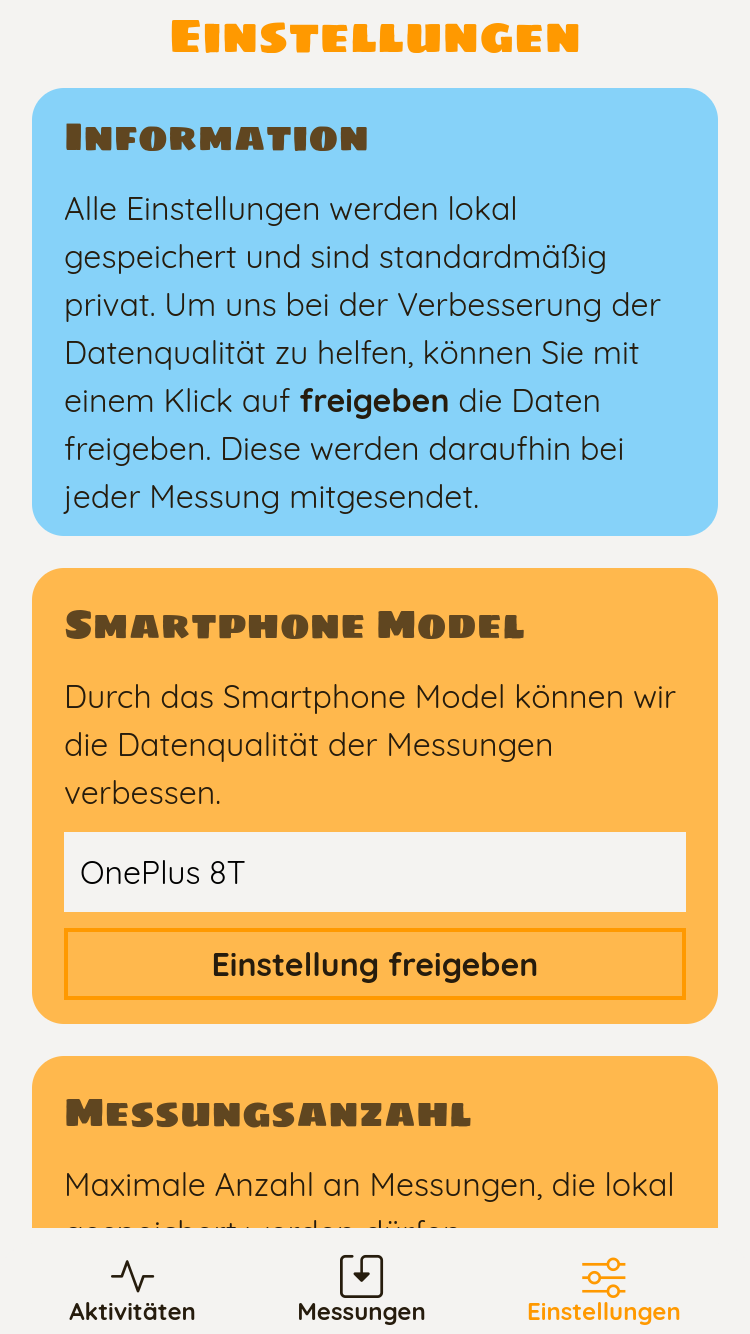 Einstellungen
Information
Alle Einstellungen werden lokal
gespeichert und sind standardmäßig
privat. Um uns bei der Verbesserung der
Datenqualität zu helfen, können Sie mit
einem Klick auf freigeben die Daten
freigeben. Diese werden daraufhin bei
jeder Messung mitgesendet.
Smartphone Model
Durch das Smartphone Model können wir
die Datenqualität der Messungen
verbessen.
OnePlus 8T
Einstellung freigeben
Messungsanzahl
Maximale Anzahl an Messungen, die lokal
gespeichert werden dürfen
Aktivitäten
Messungen
Einstellungen